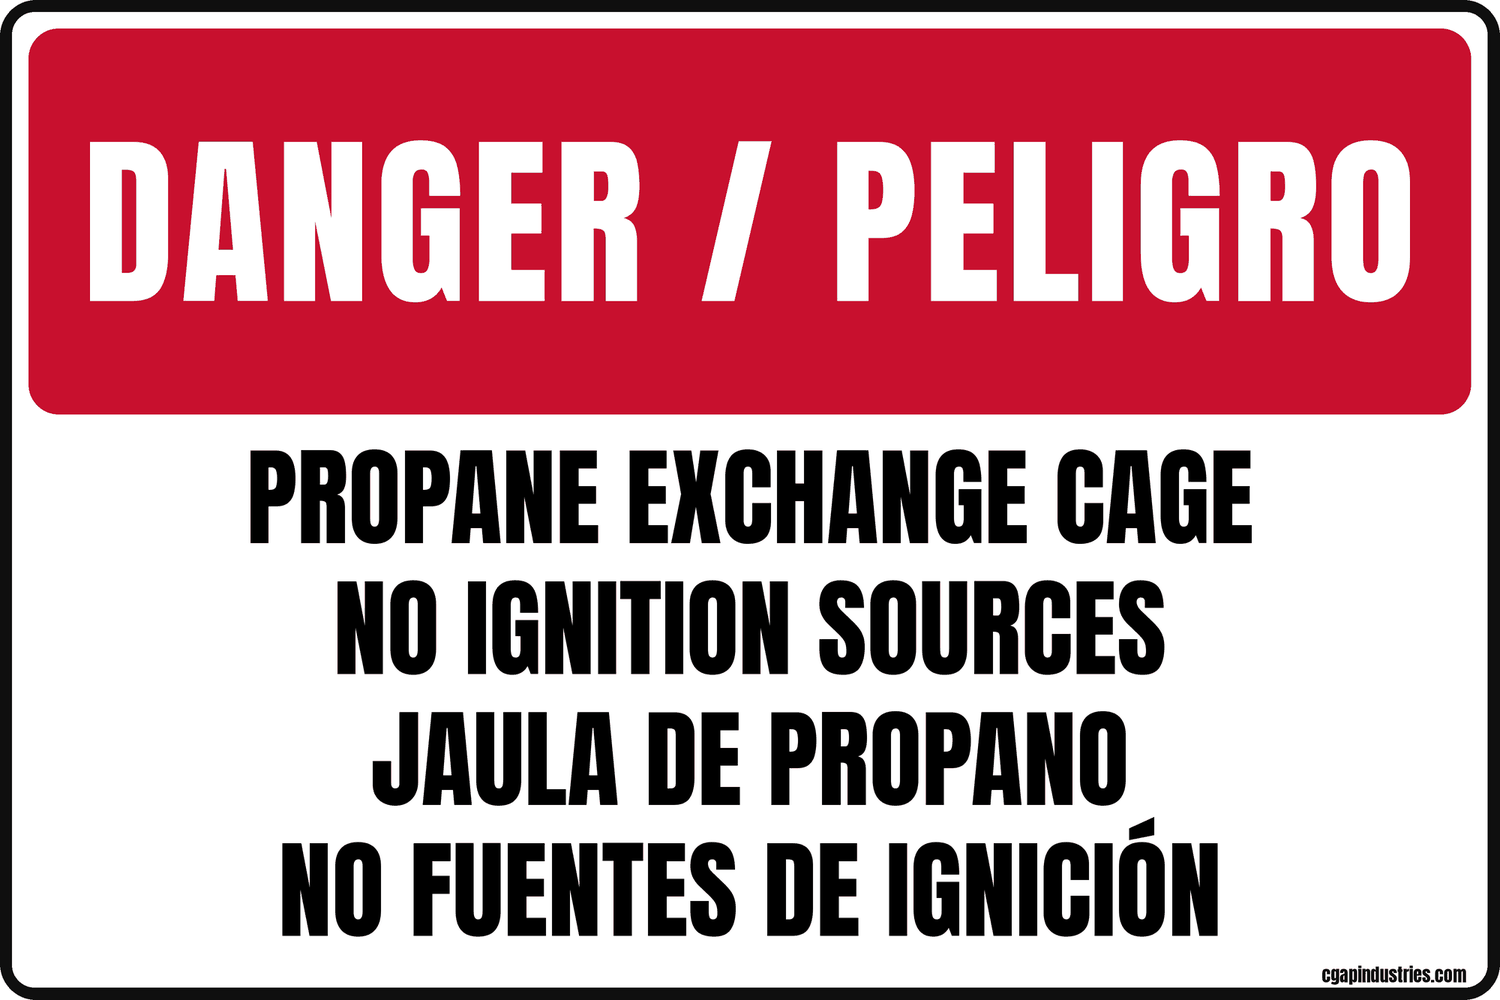 DANGER / PELIGRO
PROPANE EXCHANGE CAGE
NO IGNITION SOURCES
JAULA DE PROPANO
NO FUENTES DE IGNICIÓN
cgapindustries.com